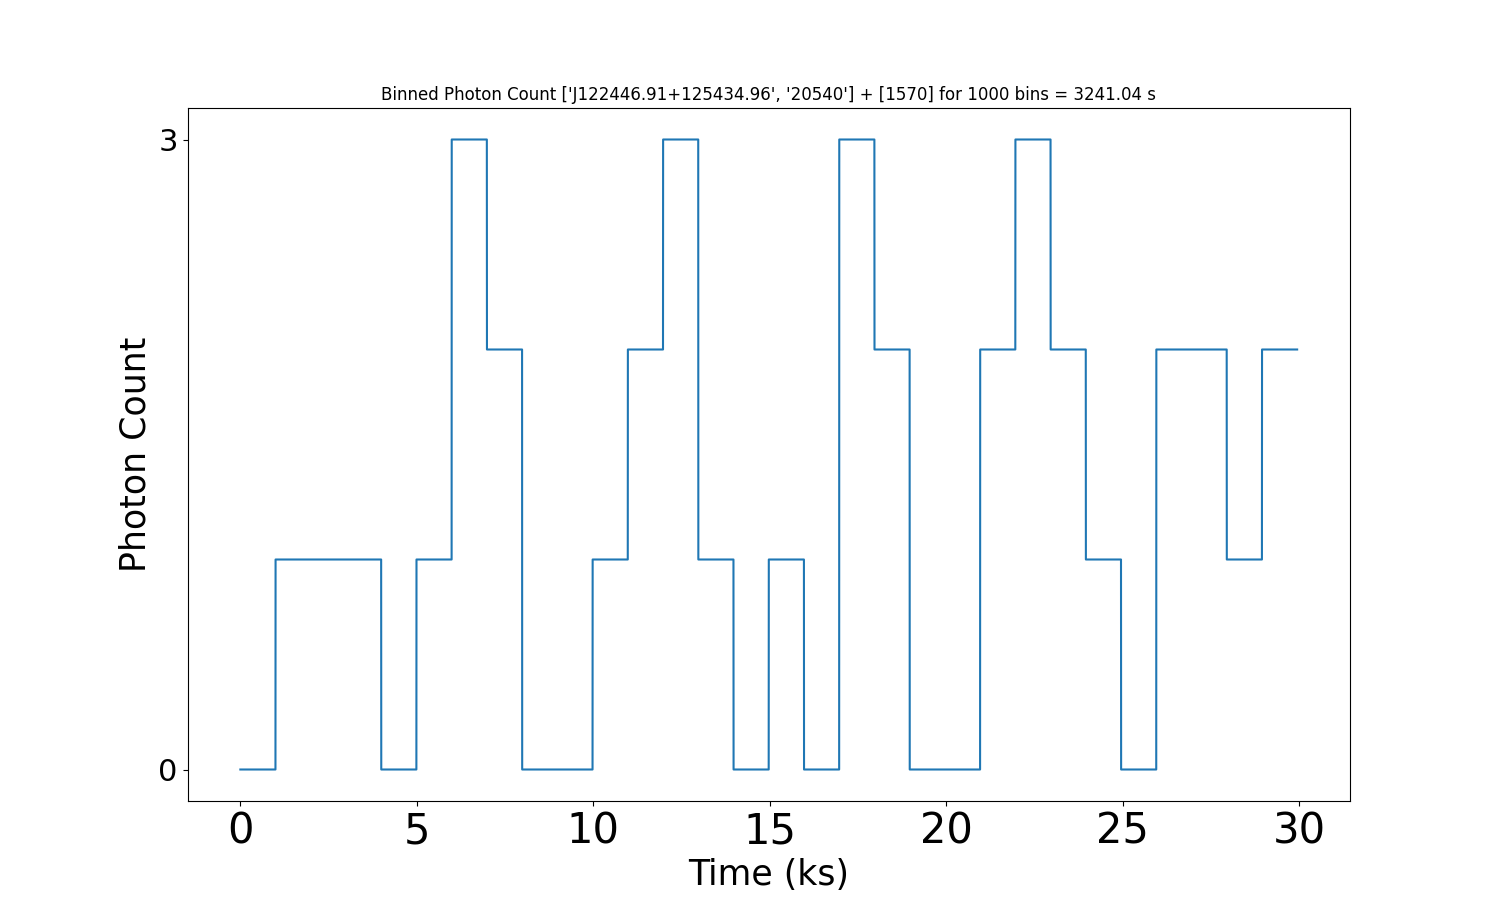 Binned Photon Count ['J122446.91+125434.96', '20540'] + [1570] for 1000 bins = 3241.04 s
3
Photon Count
0
0 5 10 15 20 25 30
Time (ks)